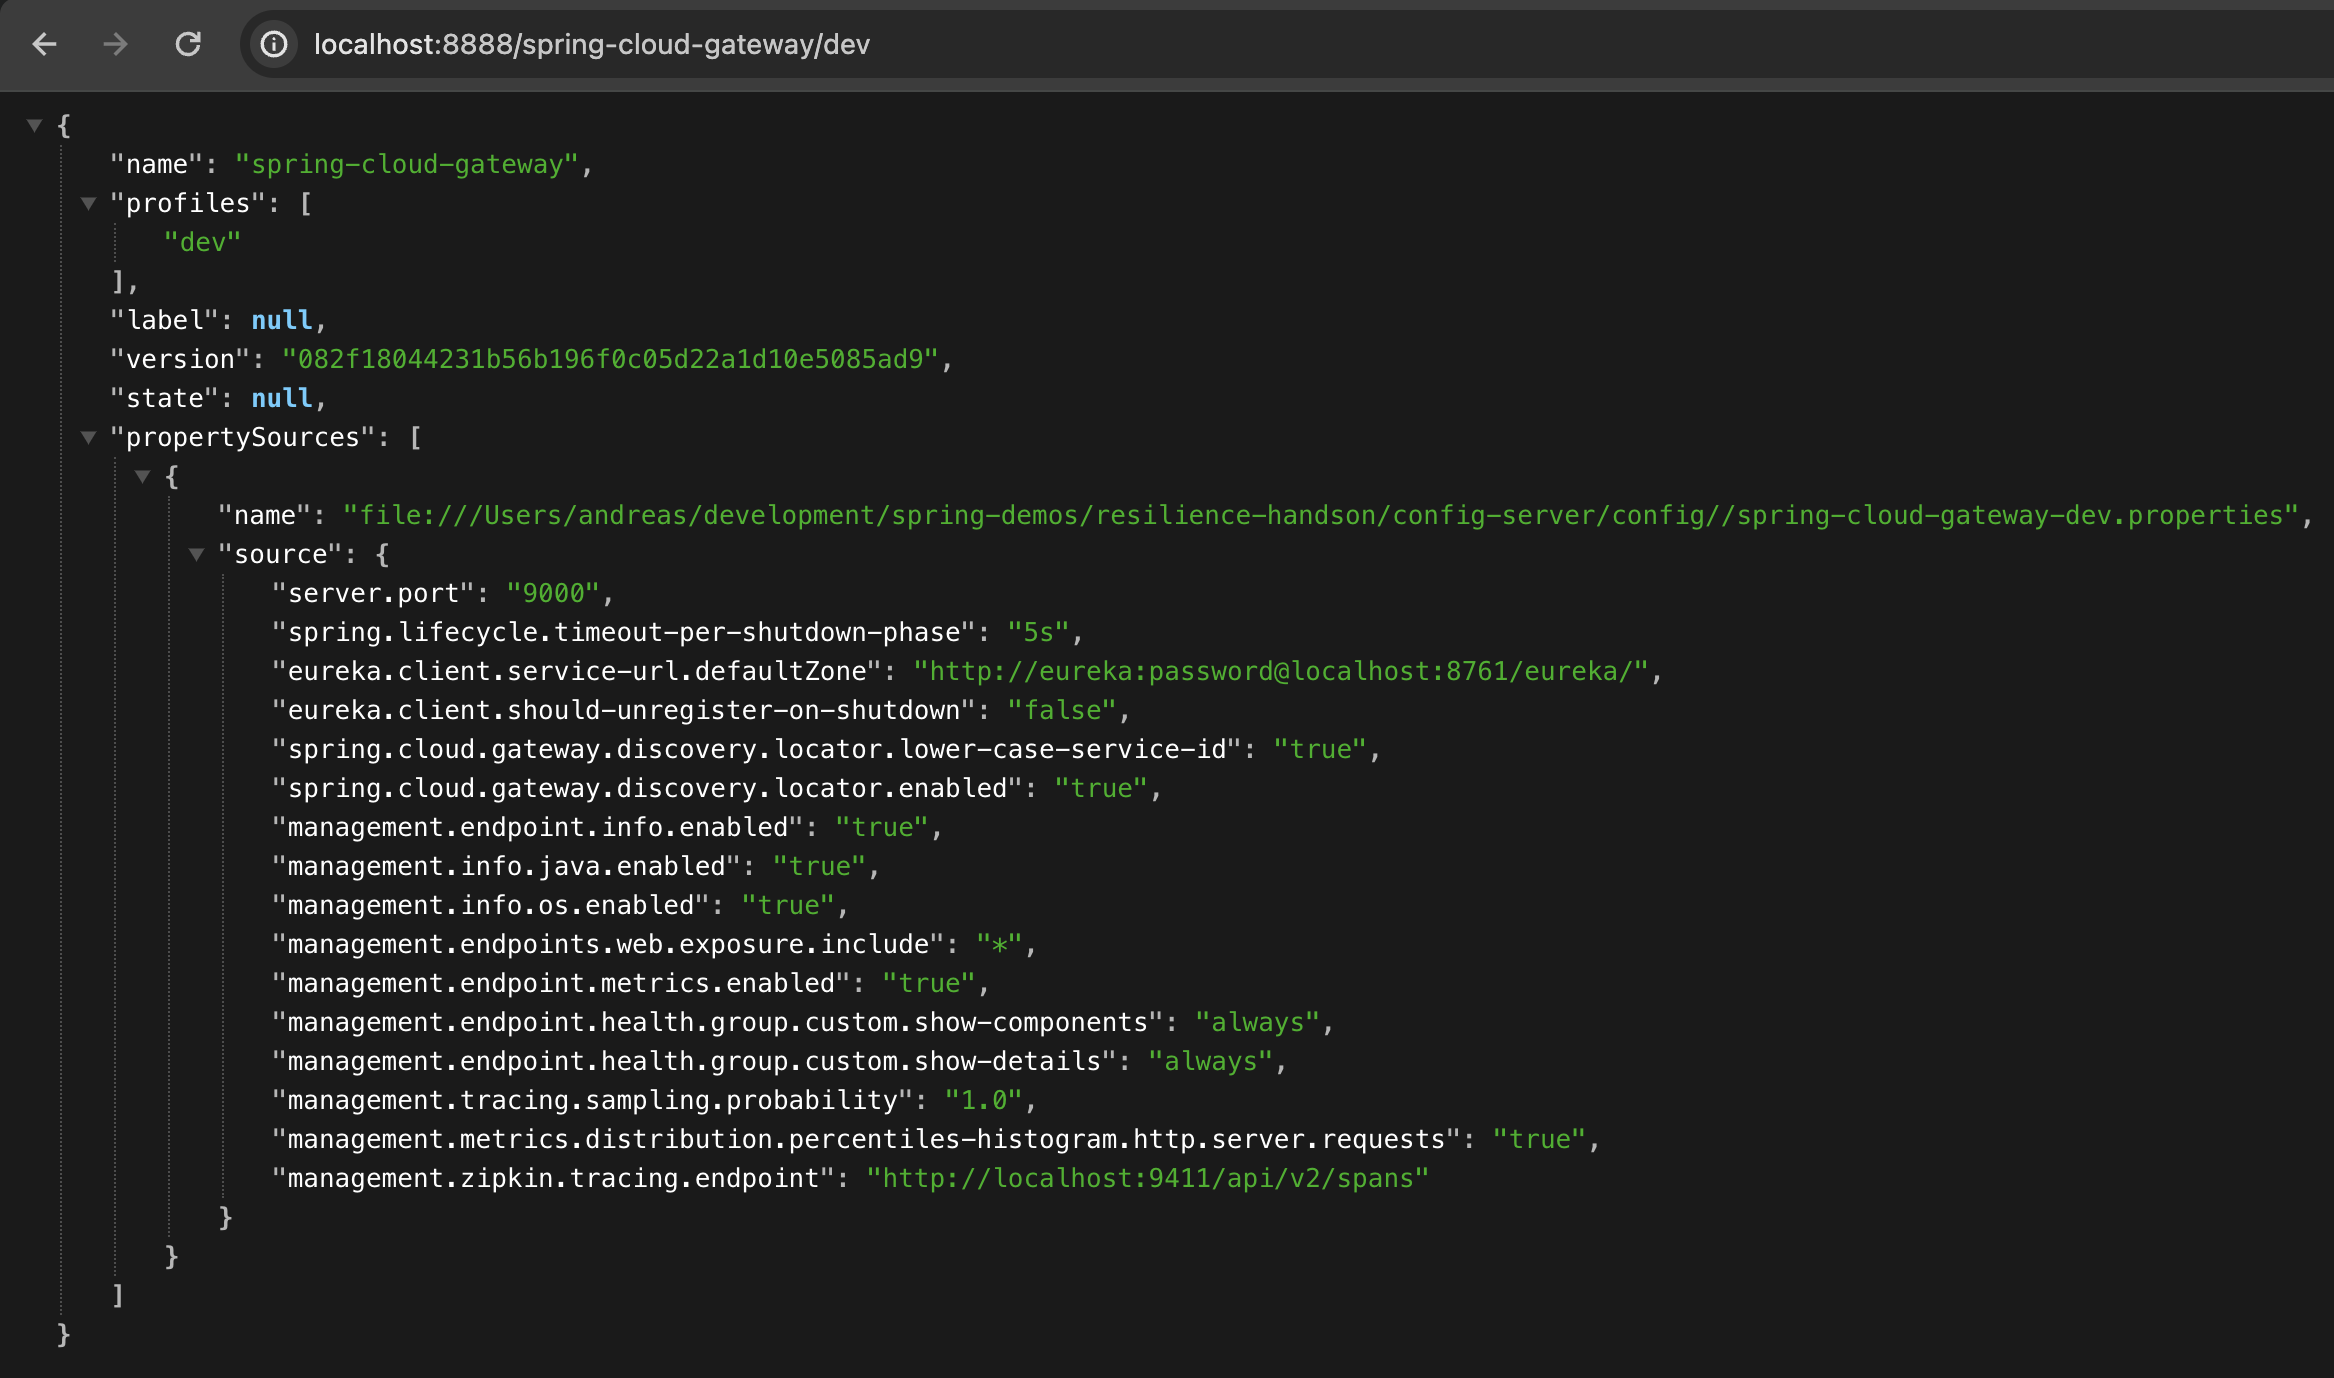 localhost:8888/spring-cloud-gateway/dev
{
"name": "spring-cloud-gateway",
"profiles": [
"dev"
],
"label": null,
"version": "082f18044231b56b196f0c05d22a1d10e5085ad9",
"state": null,
"propertySources": [
{
"name": "file:///Users/andreas/development/spring-demos/resilience-handson/config-server/config//spring-cloud-gateway-dev.properties",
"source": {
"server.port": "9000",
"spring.lifecycle.timeout-per-shutdown-phase": "5s",
"eureka.client.service-url.defaultZone": "http://eureka:password@localhost:8761/eureka/",
"eureka.client.should-unregister-on-shutdown": "false",
"spring.cloud.gateway.discovery.locator.lower-case-service-id": "true",
"spring.cloud.gateway.discovery.locator.enabled": "true",
"management.endpoint.info.enabled": "true",
"management.info.java.enabled": "true",
"management.info.os.enabled": "true",
"management.endpoints.web.exposure.include": "*",
"management.endpoint.metrics.enabled": "true",
"management.endpoint.health.group.custom.show-components": "always",
"management.endpoint.health.group.custom.show-details": "always",
"management.tracing.sampling.probability": "1.0",
"management.metrics.distribution.percentiles-histogram.http.server.requests": "true",
"management.zipkin.tracing.endpoint": "http://localhost:9411/api/v2/spans"
}
}
]
}